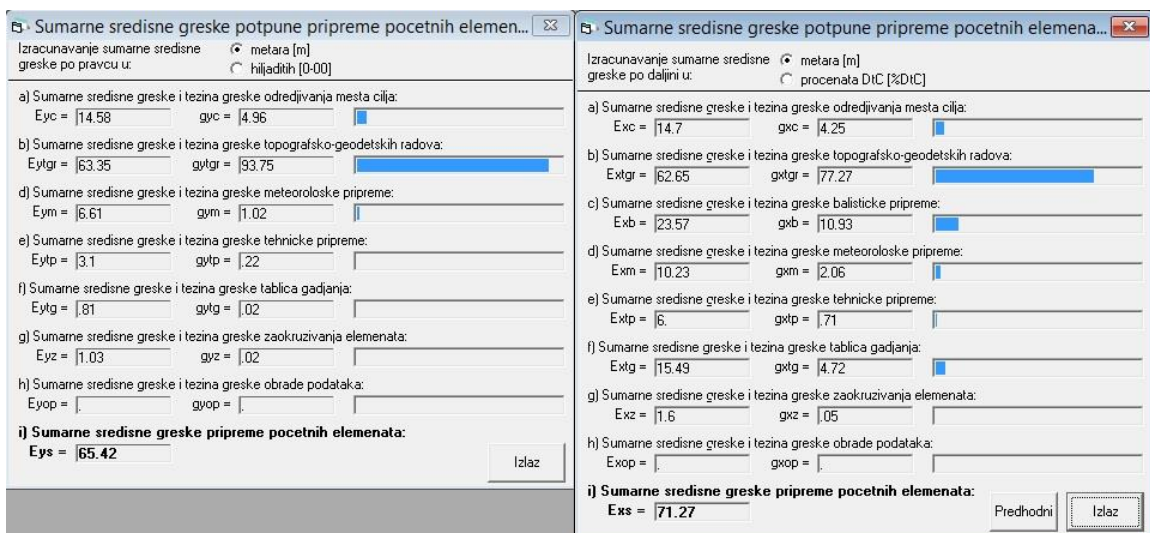 Sumarne sredisne greske potpune pripreme pocetnih elemen...
Izracunavanje sumarne sredisne
greske po pravcu u:
metara [m]
hiljaditih [0-00]
a) Sumarne sredisne greske i tezina greske odredjivanja mesta cilja:
Eyc = 14.58 gyc = 4.96
b) Sumarne sredisne greske i tezina greske topografsko-geodetskih radova:
Eytgr = 63.35 gytgr = 93.75
d) Sumarne sredisne greske i tezina greske meteoroloske pripreme:
Eym = 6.61 gym = 1.02
e) Sumarne sredisne greske i tezina greske tehnicke pripreme:
Eytp = 3.1 gytp = .22
f) Sumarne sredisne greske i tezina greske tablica gadjanja:
Eytg = .81 gytg = .02
g) Sumarne sredisne greske i tezina greske zaokruzivanja elemenata:
Eyz = 1.03 gyz = .02
h) Sumarne sredisne greske i tezina greske obrade podataka:
Eyop = . gyop = .
i) Sumarne sredisne greske pripreme pocetnih elemenata:
Eys = 65.42
Izlaz
Sumarne sredisne greske potpune pripreme pocetnih elemena...
Izracunavanje sumarne sredisne
greske po daljini u:
metara [m]
procenata DtC [%DtC]
a) Sumarne sredisne greske i tezina greske odredjivanja mesta cilja:
Exc = 14.7 gxc = 4.25
b) Sumarne sredisne greske i tezina greske topografsko-geodetskih radova:
Extgr = 62.65 gxtgr = 77.27
c) Sumarne sredisne greske i tezina greske balisticke pripreme:
Exb = 23.57 gxb = 10.93
d) Sumarne sredisne greske i tezina greske meteoroloske pripreme:
Exm = 10.23 gxm = 2.06
e) Sumarne sredisne greske i tezina greske tehnicke pripreme:
Extp = 6. gxtp = .71
f) Sumarne sredisne greske i tezina greske tablica gadjanja:
Extg = 15.49 gxtg = 4.72
g) Sumarne sredisne greske i tezina greske zaokruzivanja elemenata:
Exz = 1.6 gxz = .05
h) Sumarne sredisne greske i tezina greske obrade podataka:
Exop = . gxop = .
i) Sumarne sredisne greske pripreme pocetnih elemenata:
Exs = 71.27
Predhodni
Izlaz